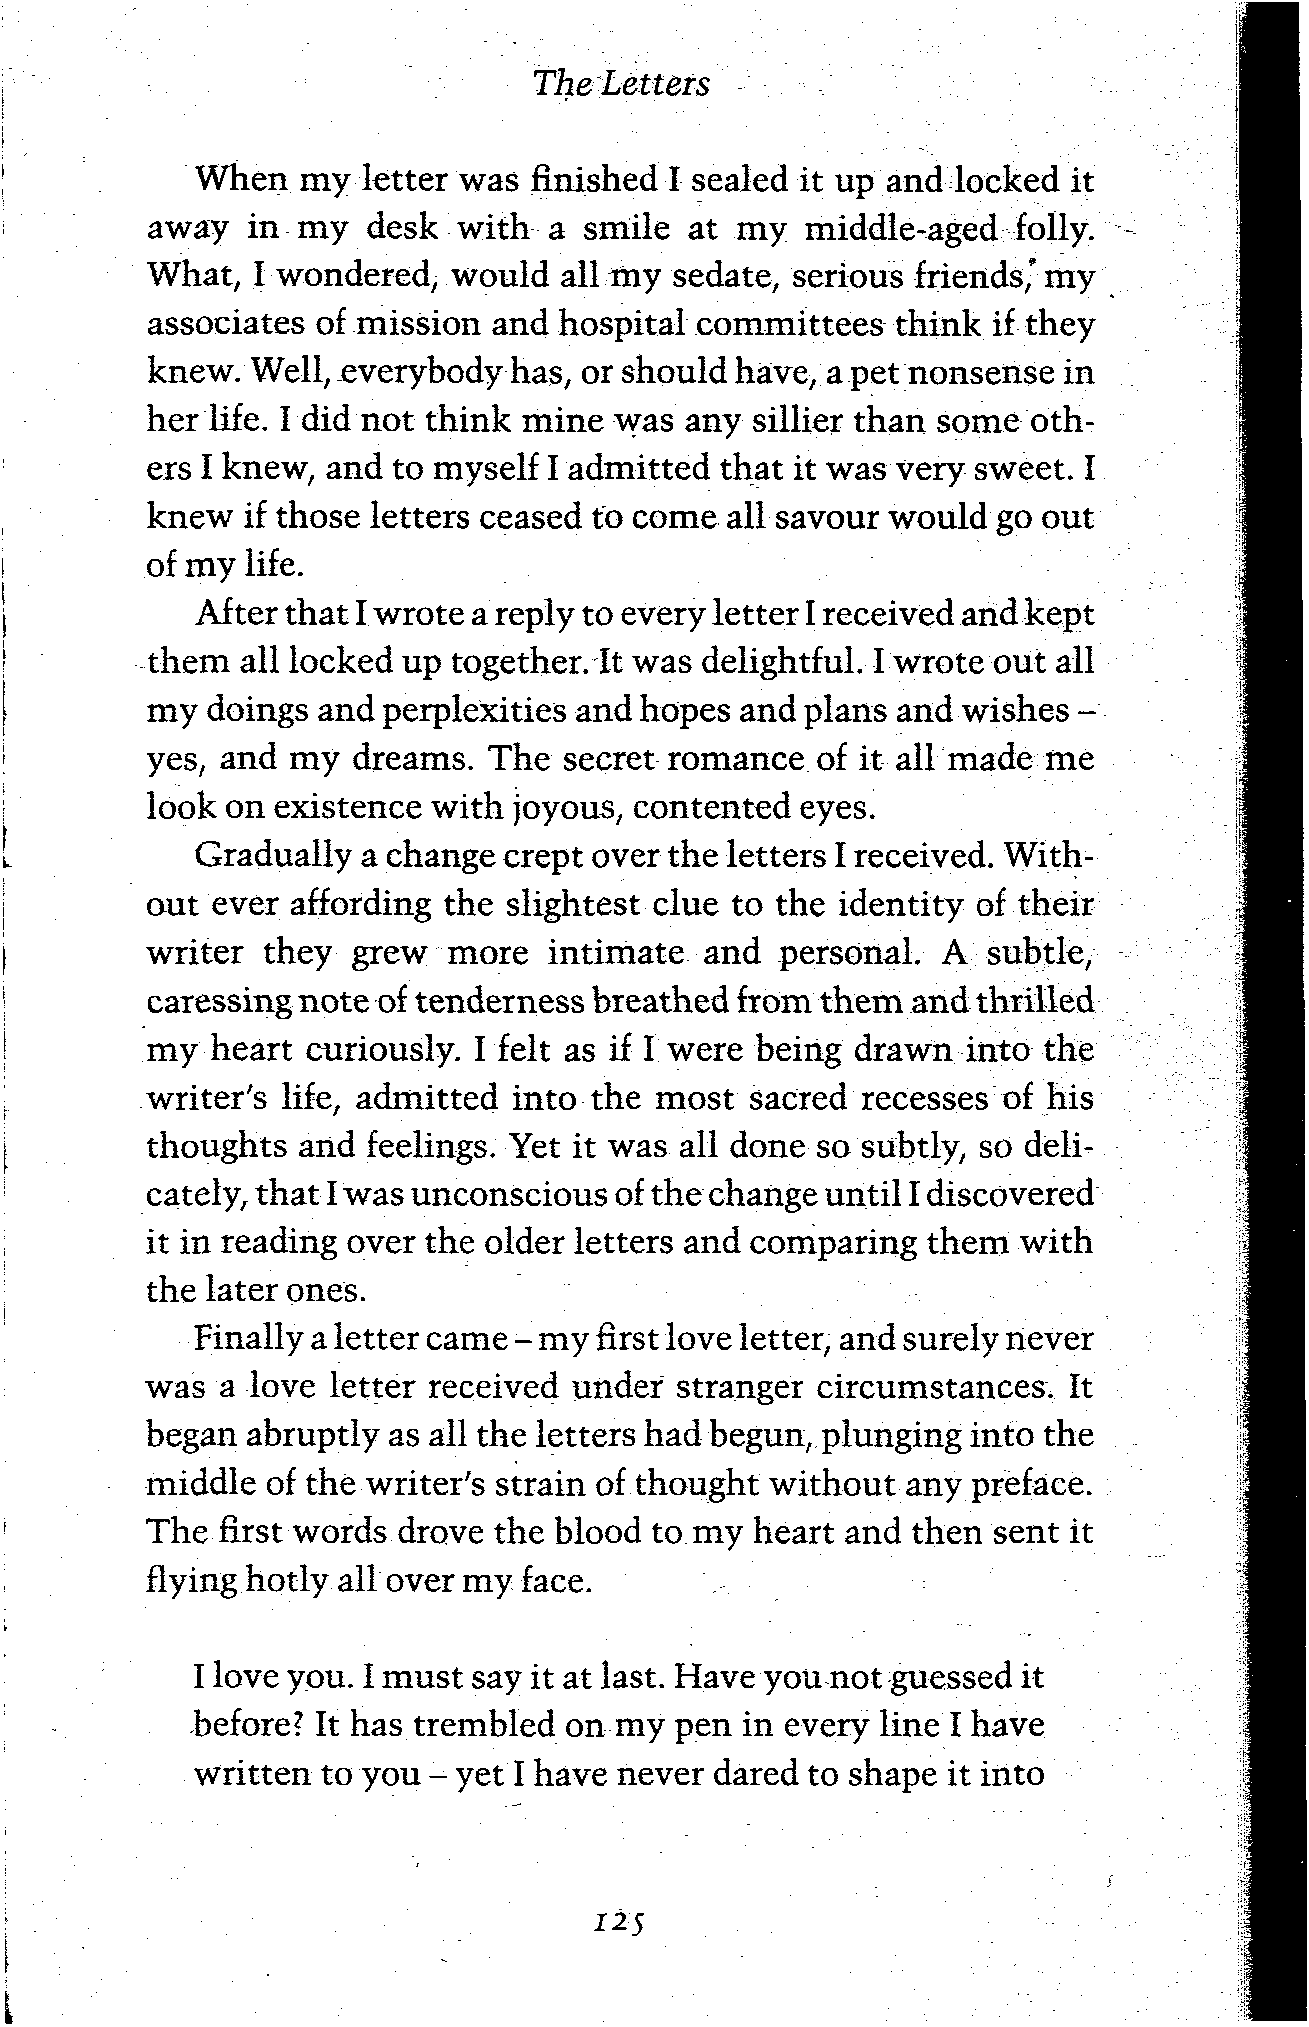 The Letters
When my letter was finished I sealed it up and locked it
away in my desk with a smile at my middle-aged folly.
What, I wondered, would all my sedate, serious friends, my
associates of mission and hospital committees think if they
knew. Well, everybody has, or should have, a pet nonsense in
her life. I did not think mine was any sillier than some oth-
ers I knew, and to myself I admitted that it was very sweet. I
knew if those letters ceased to come all savour would go out
of my life.
After that I wrote a reply to every letter I received and kept
them all locked up together. It was delightful. I wrote out all
my doings and perplexities and hopes and plans and wishes –
yes, and my dreams. The secret romance of it all made me
look on existence with joyous, contented eyes.
Gradually a change crept over the letters I received. With-
out ever affording the slightest clue to the identity of their
writer they grew more intimate and personal. A subtle,
caressing note of tenderness breathed from them and thrilled
my heart curiously. I felt as if I were being drawn into the
writer's life, admitted into the most sacred recesses of his
thoughts and feelings. Yet it was all done so subtly, so deli-
cately, that I was unconscious of the change until I discovered
it in reading over the older letters and comparing them with
the later ones.
Finally a letter came – my first love letter, and surely never
was a love letter received under stranger circumstances. It
began abruptly as all the letters had begun, plunging into the
middle of the writer's strain of thought without any preface.
The first words drove the blood to my heart and then sent it
flying hotly all over my face.
I love you. I must say it at last. Have you not guessed it
before? It has trembled on my pen in every line I have
written to you – yet I have never dared to shape it into
125